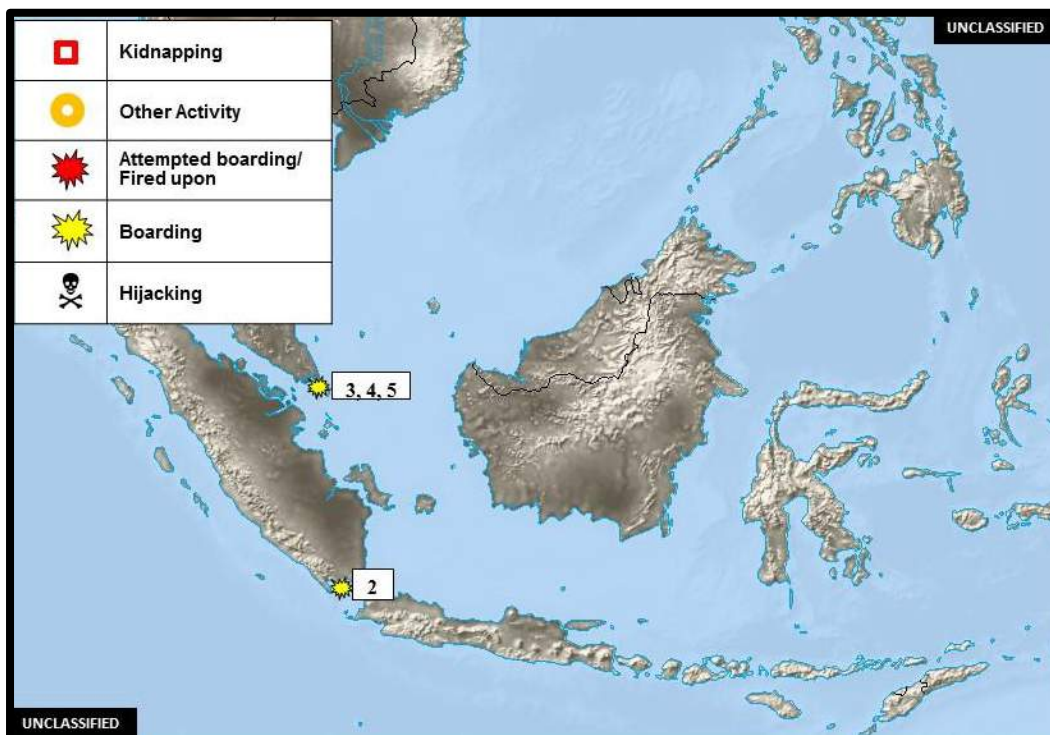 UNCLASSIFIED
Kidnapping
Other Activity
Attempted boarding/
Fired upon
Boarding
Hijacking
3, 4, 5
2
UNCLASSIFIED